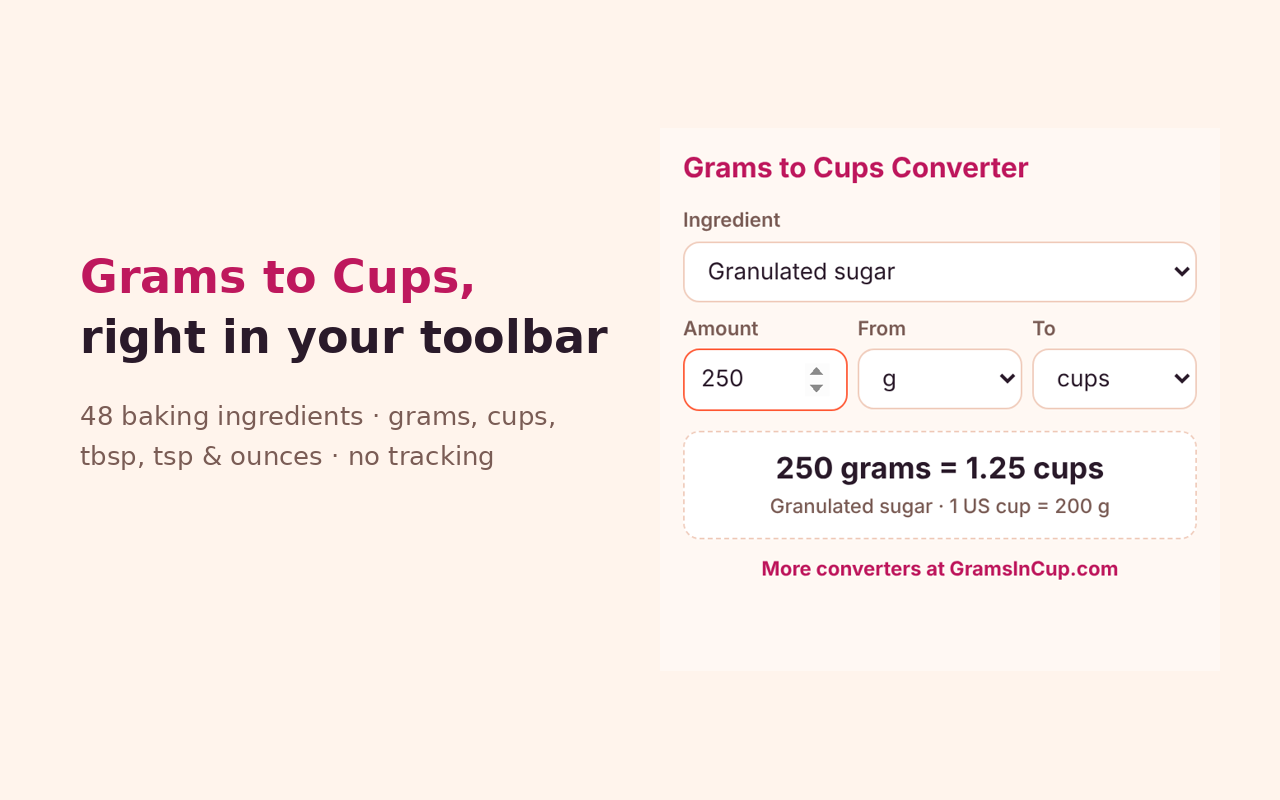 Grams to Cups,
right in your toolbar
48 baking ingredients · grams, cups,
tbsp, tsp & ounces · no tracking
Grams to Cups Converter
Ingredient
Granulated sugar
Amount From To
250 g cups
250 grams = 1.25 cups
Granulated sugar · 1 US cup = 200 g
More converters at GramsInCup.com